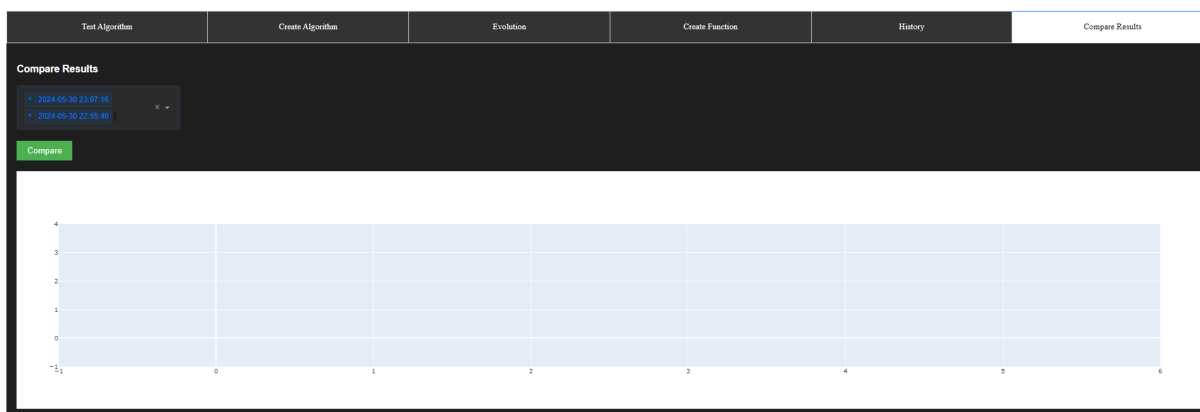 Test Algorithm Create Algorithm Evolution Create Function History Compare Results
Compare Results
× 2024-05-30 23:07:16
× 2024-05-30 22:55:40
×
Compare
4
3
2
1
0
−1
−1 0 1 2 3 4 5 6